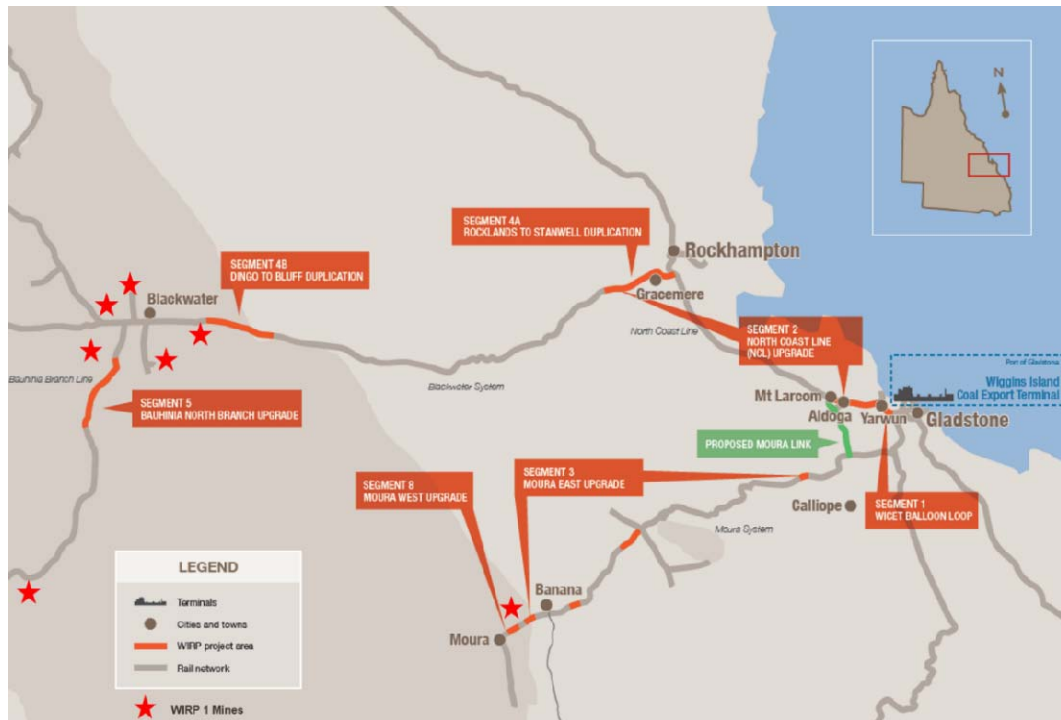 N
SEGMENT 4A
ROCKLANDS TO STANWELL DUPLICATION
Rockhampton
SEGMENT 4B
DINGO TO BLUFF DUPLICATION
Gracemere
Blackwater
North Coast Line
SEGMENT 2
NORTH COAST LINE
(NCL) UPGRADE
Port of Gladstone
Wiggins Island
Coal Export Terminal
Bauhinia Branch Line
Blackwater System
Mt Larcom
Aldoga
Yarwun
Gladstone
SEGMENT 5
BAUHINIA NORTH BRANCH UPGRADE
PROPOSED MOURA LINK
SEGMENT 3
MOURA EAST UPGRADE
SEGMENT 8
MOURA WEST UPGRADE
SEGMENT 1
WICET BALLOON LOOP
Calliope
Moura System
LEGEND
Terminals
Cities and towns
WIRP project area
Rail network
WIRP 1 Mines
Banana
Moura